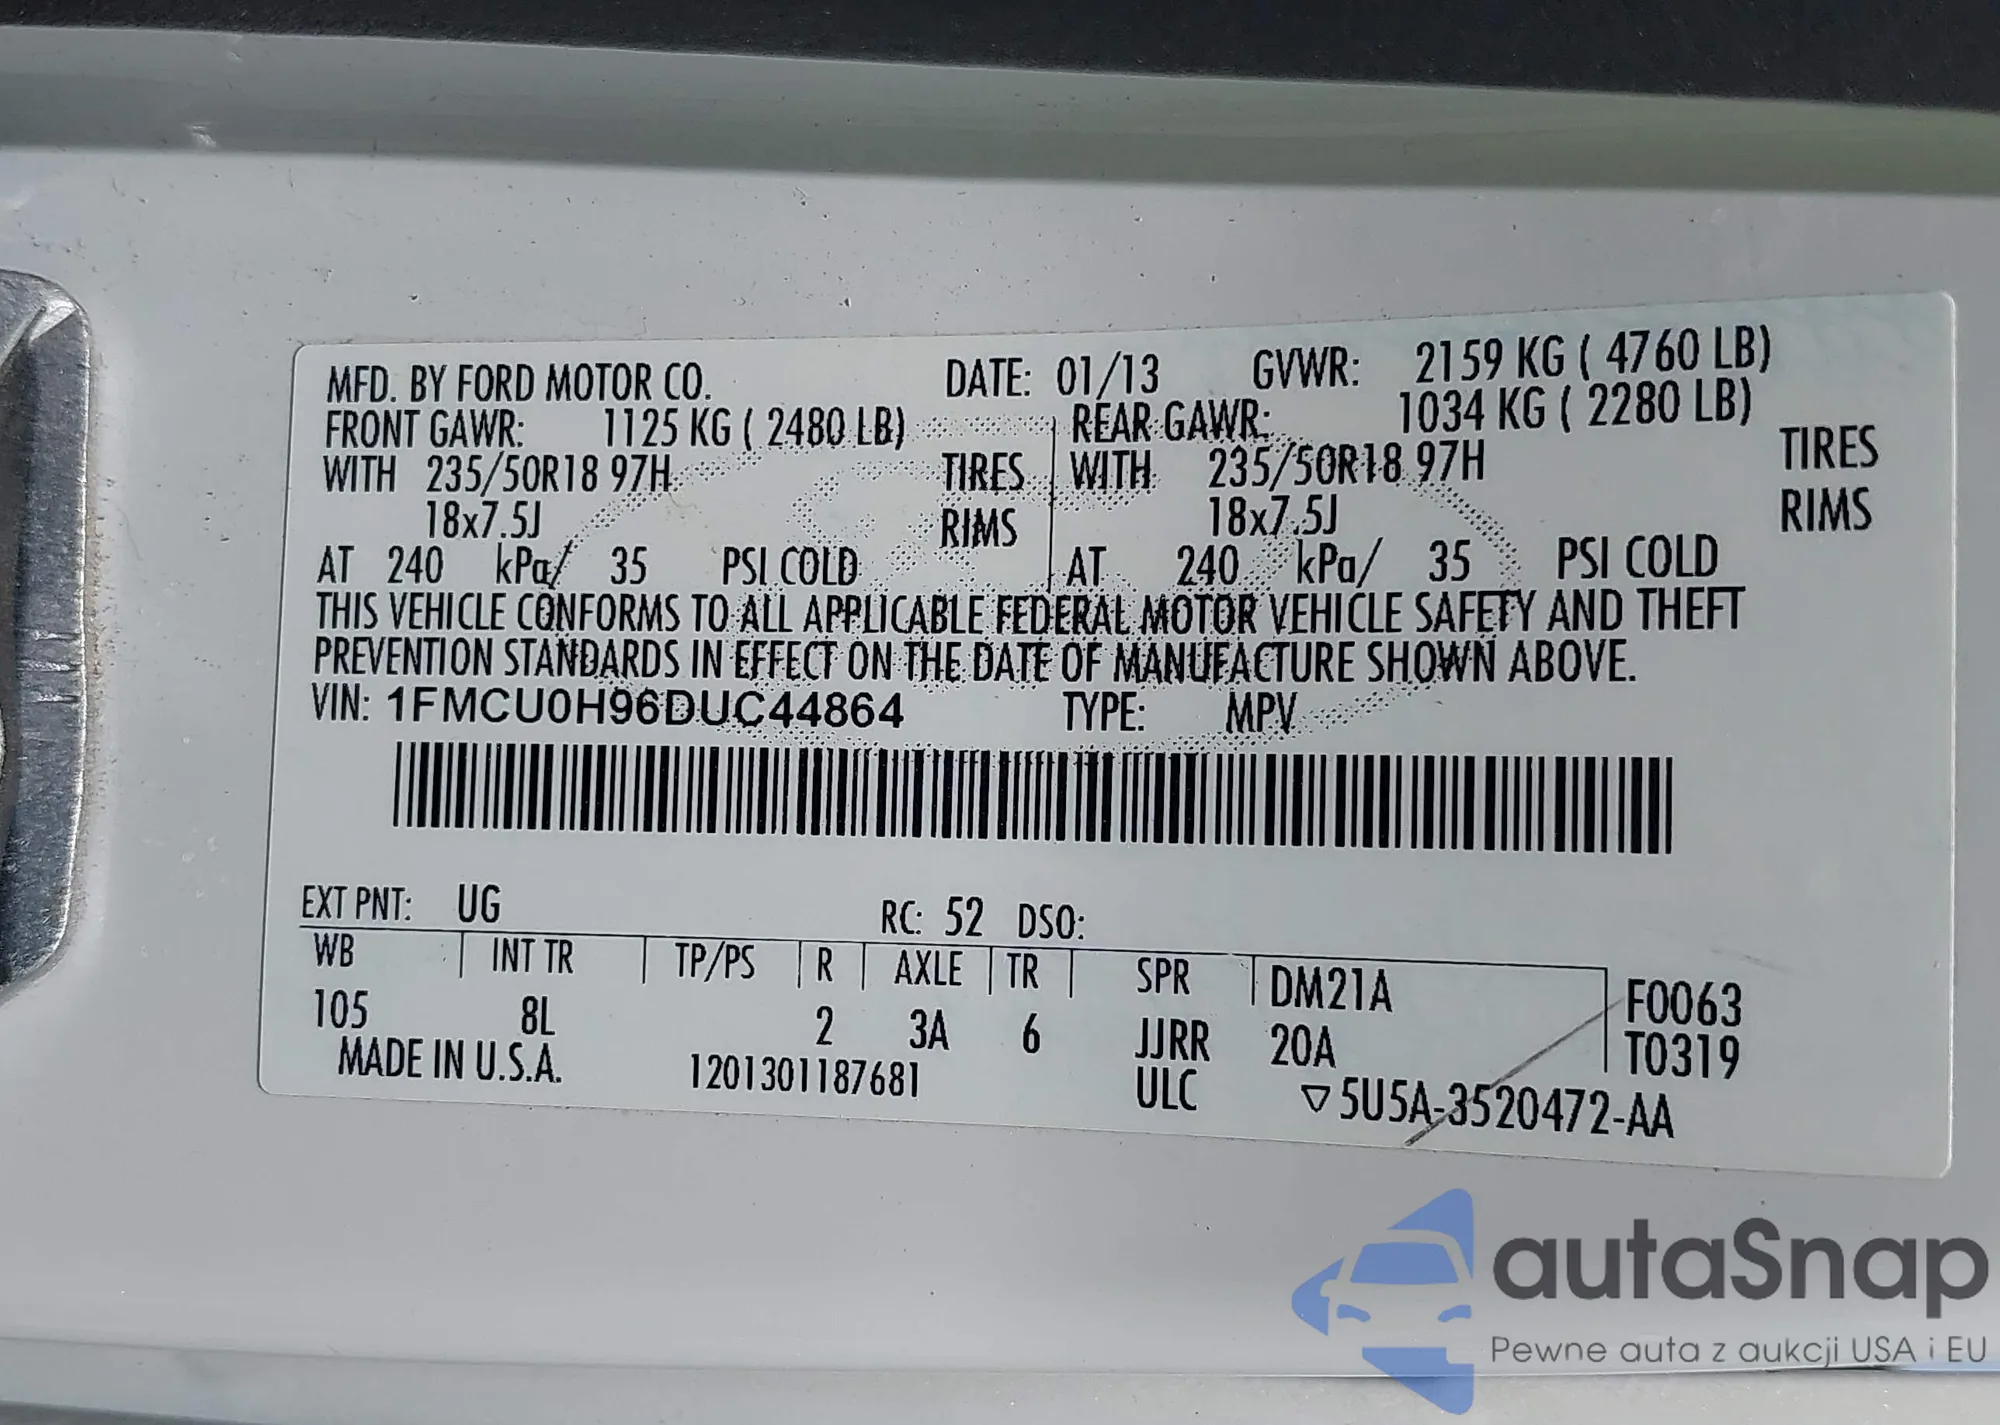 MFD. BY FORD MOTOR CO. DATE: 01/13 GVWR: 2159 KG ( 4760 LB)
FRONT GAWR: 1125 KG ( 2480 LB) REAR GAWR: 1034 KG ( 2280 LB)
WITH 235/50R18 97H TIRES WITH 235/50R18 97H TIRES
18x7.5J RIMS 18x7.5J RIMS
AT 240 kPa/ 35 PSI COLD AT 240 kPa/ 35 PSI COLD
THIS VEHICLE CONFORMS TO ALL APPLICABLE FEDERAL MOTOR VEHICLE SAFETY AND THEFT
PREVENTION STANDARDS IN EFFECT ON THE DATE OF MANUFACTURE SHOWN ABOVE.
VIN: 1FMCU0H96DUC44864 TYPE: MPV
EXT PNT: UG RC: 52 DSO:
WB INT TR TP/PS R AXLE TR SPR DM21A F0063
105 8L 2 3A 6 JJRR 20A T0319
MADE IN U.S.A. 1201301187681 ULC ▽5U5A-3520472-AA
autaSnap
Pewne auta z aukcji USA i EU